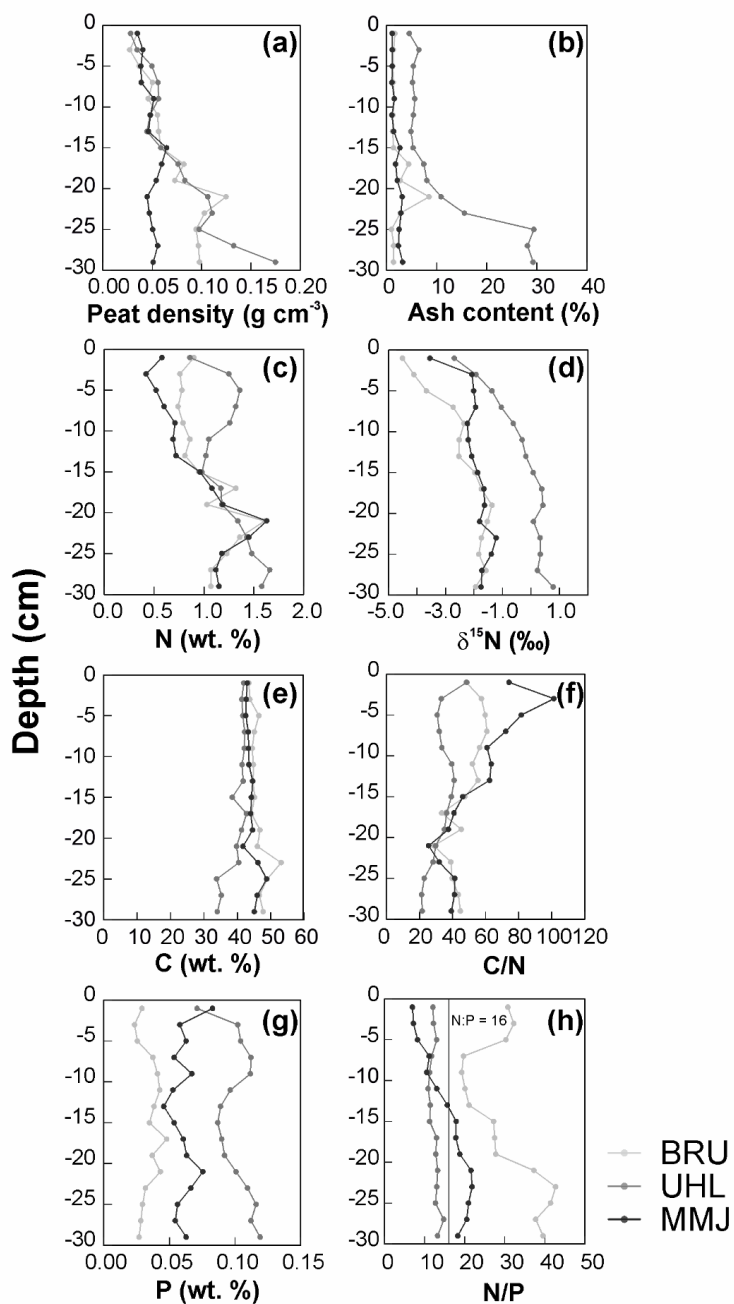 Depth (cm)
0
-5
-10
-15
-20
-25
-30
(a)
0.00 0.05 0.10 0.15 0.20
Peat density (g cm⁻³)
0
-5
-10
-15
-20
-25
-30
(b)
0 10 20 30 40
Ash content (%)
0
-5
-10
-15
-20
-25
-30
(c)
0.0 0.5 1.0 1.5 2.0
N (wt. %)
0
-5
-10
-15
-20
-25
-30
(d)
-5.0 -3.0 -1.0 1.0
δ¹⁵N (‰)
0
-5
-10
-15
-20
-25
-30
(e)
0 20 40 60 80 100
C (wt. %)
0
-5
-10
-15
-20
-25
-30
(f)
0 20 40 60 80 100 120
C/N
0
-5
-10
-15
-20
-25
-30
(g)
0.00 0.05 0.10 0.15
P (wt. %)
0
-5
-10
-15
-20
-25
-30
N:P = 16
(h)
0 10 20 30 40 50
N/P
BRU
UHL
MMJ